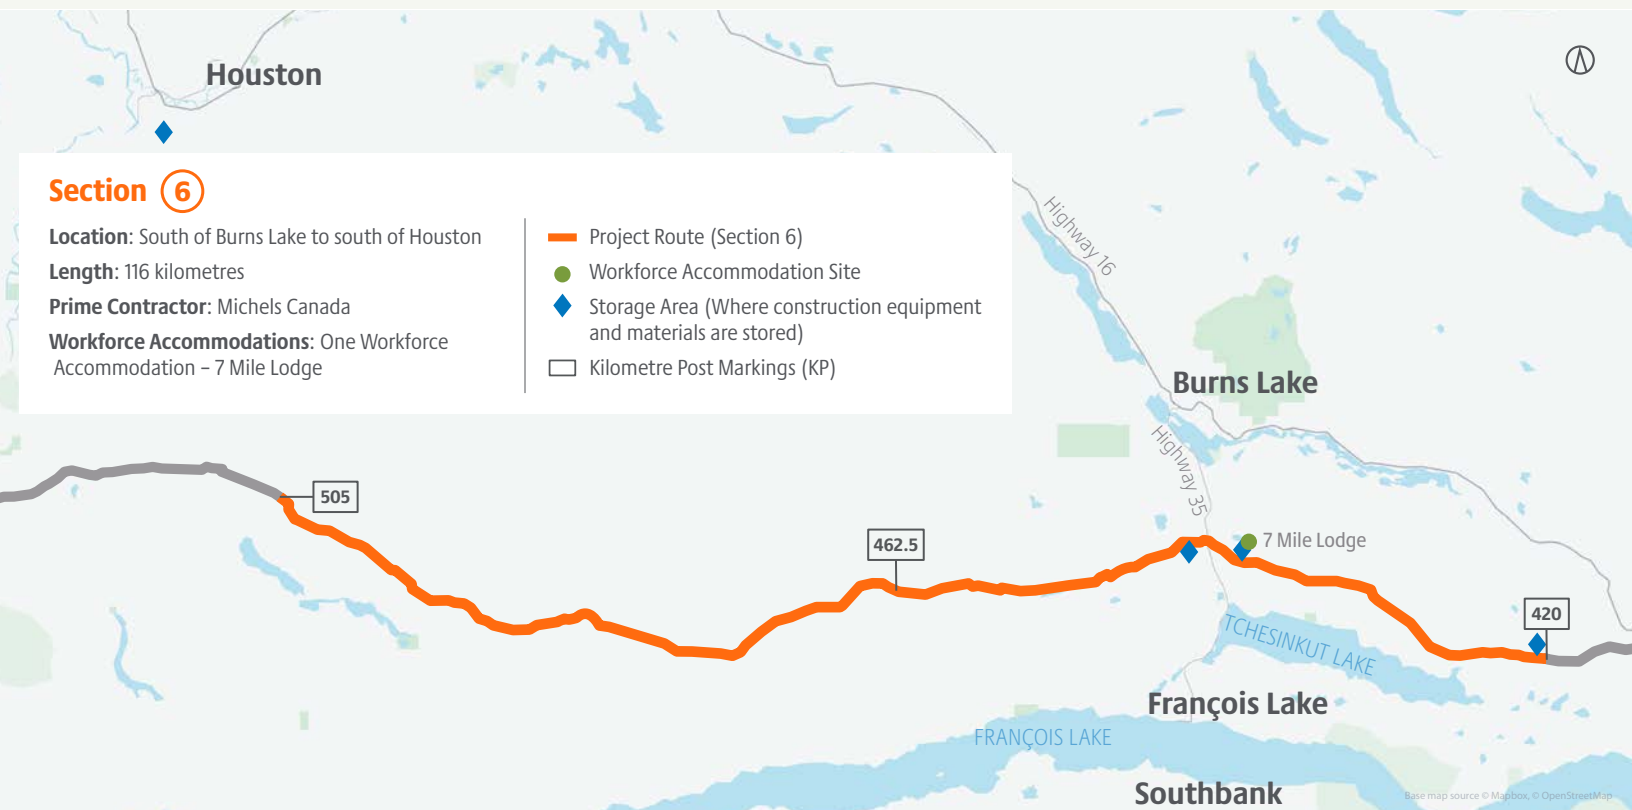 Houston
Section 6
Location: South of Burns Lake to south of Houston
Length: 116 kilometres
Prime Contractor: Michels Canada
Workforce Accommodations: One Workforce
Accommodation – 7 Mile Lodge
Project Route (Section 6)
Workforce Accommodation Site
Storage Area (Where construction equipment
and materials are stored)
Kilometre Post Markings (KP)
Highway 16
Burns Lake
Highway 35
505
462.5
7 Mile Lodge
420
TCHESINKUT LAKE
François Lake
FRANÇOIS LAKE
Southbank
Base map source © Mapbox, © OpenStreetMap